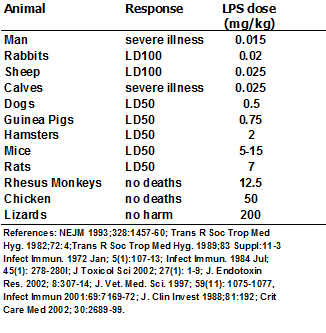 Animal Response LPS dose
(mg/kg)
Man severe illness 0.015
Rabbits LD100 0.02
Sheep LD100 0.025
Calves severe illness 0.025
Dogs LD50 0.5
Guinea Pigs LD50 0.75
Hamsters LD50 2
Mice LD50 5-15
Rats LD50 7
Rhesus Monkeys no deaths 12.5
Chicken no deaths 50
Lizards no harm 200
References: NEJM 1993;328:1457-60; Trans R Soc Trop Med
Hyg. 1982;72:4;Trans R Soc Trop Med Hyg. 1989;83 Suppl:11-3
Infect Immun. 1972 Jan; 5(1):107-13; Infect Immun. 1984 Jul;
45(1): 278-280l; J Toxicol Sci 2002; 27(1): 1-9; J. Endotoxin
Res. 2002; 8:307-14; J. Vet. Med. Sci. 1997; 59(11): 1075-1077,
Infect Immun 2001:69:7169-72; J. Clin Invest 1988;81:192; Crit
Care Med 2002; 30:2689-99.